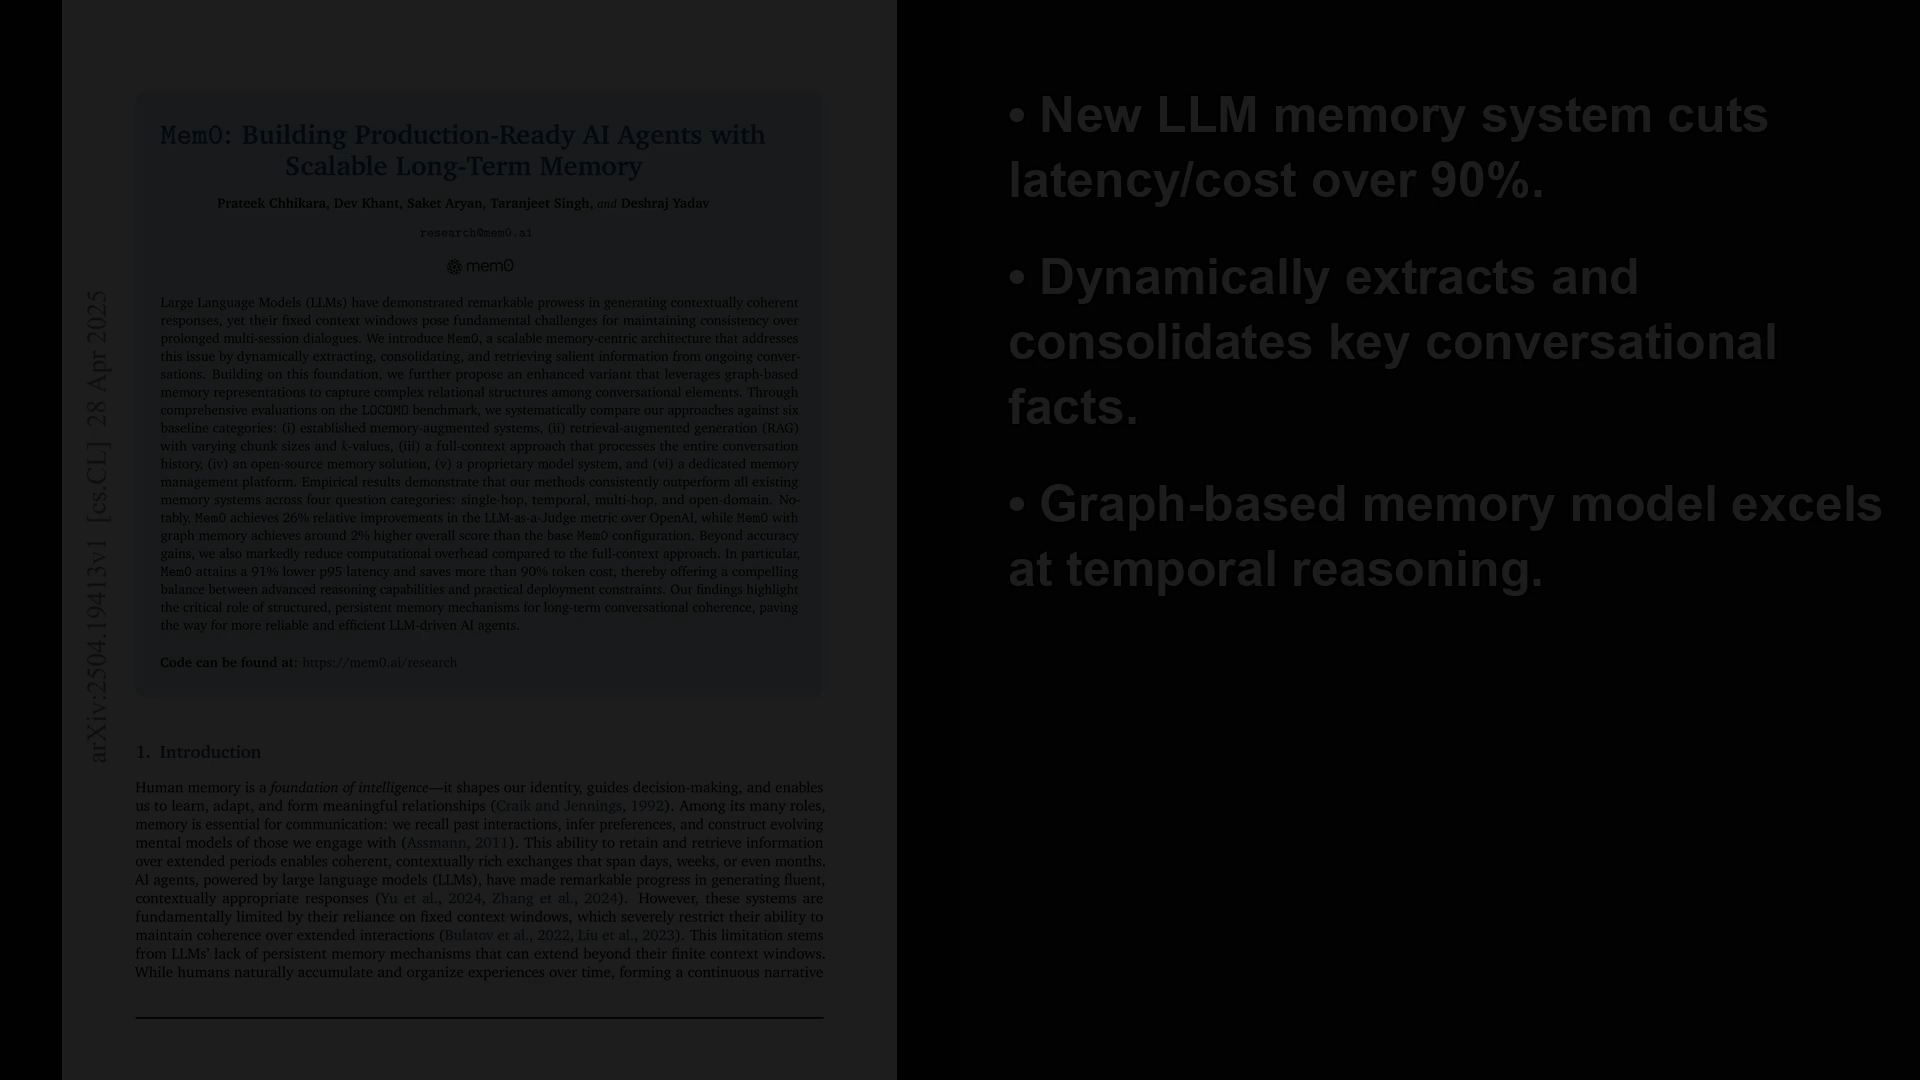 arXiv:2504.19413v1 [cs.CL] 28 Apr 2025
Mem0: Building Production-Ready AI Agents with
Scalable Long-Term Memory
Prateek Chhikara, Dev Khant, Saket Aryan, Taranjeet Singh, and Deshraj Yadav
research@mem0.ai
mem0
Large Language Models (LLMs) have demonstrated remarkable prowess in generating contextually coherent
responses, yet their fixed context windows pose fundamental challenges for maintaining consistency over
prolonged multi-session dialogues. We introduce Mem0, a scalable memory-centric architecture that addresses
this issue by dynamically extracting, consolidating, and retrieving salient information from ongoing conver-
sations. Building on this foundation, we further propose an enhanced variant that leverages graph-based
memory representations to capture complex relational structures among conversational elements. Through
comprehensive evaluations on the LOCOMO benchmark, we systematically compare our approaches against six
baseline categories: (i) established memory-augmented systems, (ii) retrieval-augmented generation (RAG)
with varying chunk sizes and k-values, (iii) a full-context approach that processes the entire conversation
history, (iv) an open-source memory solution, (v) a proprietary model system, and (vi) a dedicated memory
management platform. Empirical results demonstrate that our methods consistently outperform all existing
memory systems across four question categories: single-hop, temporal, multi-hop, and open-domain. No-
tably, Mem0 achieves 26% relative improvements in the LLM-as-a-Judge metric over OpenAI, while Mem0 with
graph memory achieves around 2% higher overall score than the base Mem0 configuration. Beyond accuracy
gains, we also markedly reduce computational overhead compared to the full-context approach. In particular,
Mem0 attains a 91% lower p95 latency and saves more than 90% token cost, thereby offering a compelling
balance between advanced reasoning capabilities and practical deployment constraints. Our findings highlight
the critical role of structured, persistent memory mechanisms for long-term conversational coherence, paving
the way for more reliable and efficient LLM-driven AI agents.
Code can be found at: https://mem0.ai/research
1. Introduction
Human memory is a foundation of intelligence—it shapes our identity, guides decision-making, and enables
us to learn, adapt, and form meaningful relationships (Craik and Jennings, 1992). Among its many roles,
memory is essential for communication: we recall past interactions, infer preferences, and construct evolving
mental models of those we engage with (Assmann, 2011). This ability to retain and retrieve information
over extended periods enables coherent, contextually rich exchanges that span days, weeks, or even months.
AI agents, powered by large language models (LLMs), have made remarkable progress in generating fluent,
contextually appropriate responses (Yu et al., 2024, Zhang et al., 2024). However, these systems are
fundamentally limited by their reliance on fixed context windows, which severely restrict their ability to
maintain coherence over extended interactions (Bulatov et al., 2022, Liu et al., 2023). This limitation stems
from LLMs' lack of persistent memory mechanisms that can extend beyond their finite context windows.
While humans naturally accumulate and organize experiences over time, forming a continuous narrative
• New LLM memory system cuts
latency/cost over 90%.
• Dynamically extracts and
consolidates key conversational
facts.
• Graph-based memory model excels
at temporal reasoning.